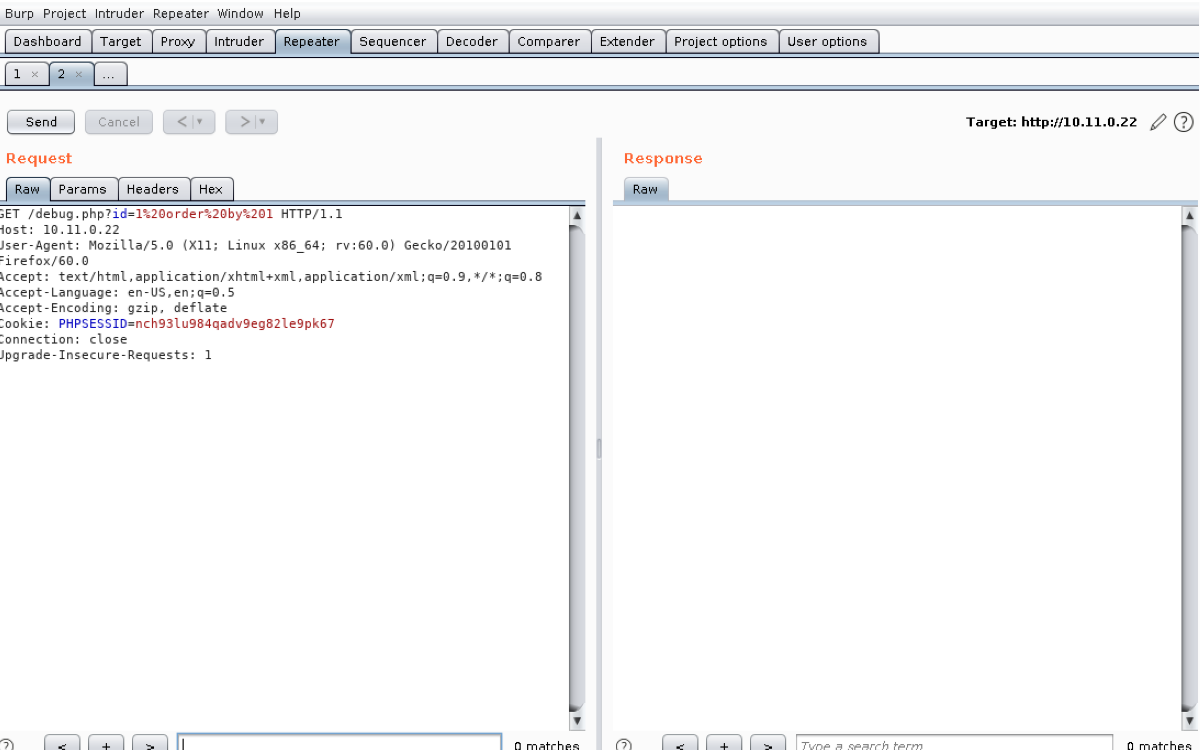 Burp Project Intruder Repeater Window Help
Dashboard Target Proxy Intruder Repeater Sequencer Decoder Comparer Extender Project options User options
1 × 2 × ...
Send Cancel < ▼ > ▼ Target: http://10.11.0.22 ?
Request
Raw Params Headers Hex
GET /debug.php?id=1%20order%20by%201 HTTP/1.1
Host: 10.11.0.22
User-Agent: Mozilla/5.0 (X11; Linux x86_64; rv:60.0) Gecko/20100101
Firefox/60.0
Accept: text/html,application/xhtml+xml,application/xml;q=0.9,*/*;q=0.8
Accept-Language: en-US,en;q=0.5
Accept-Encoding: gzip, deflate
Cookie: PHPSESSID=nch93lu984qadv9eg82le9pk67
Connection: close
Upgrade-Insecure-Requests: 1
? < + > 0 matches
Response
Raw
? < + > Type a search term 0 matches